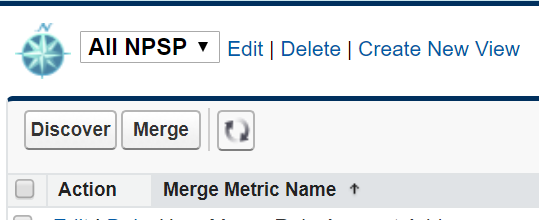 N
All NPSP ▼ Edit | Delete | Create New View
Discover Merge
Action Merge Metric Name ↑